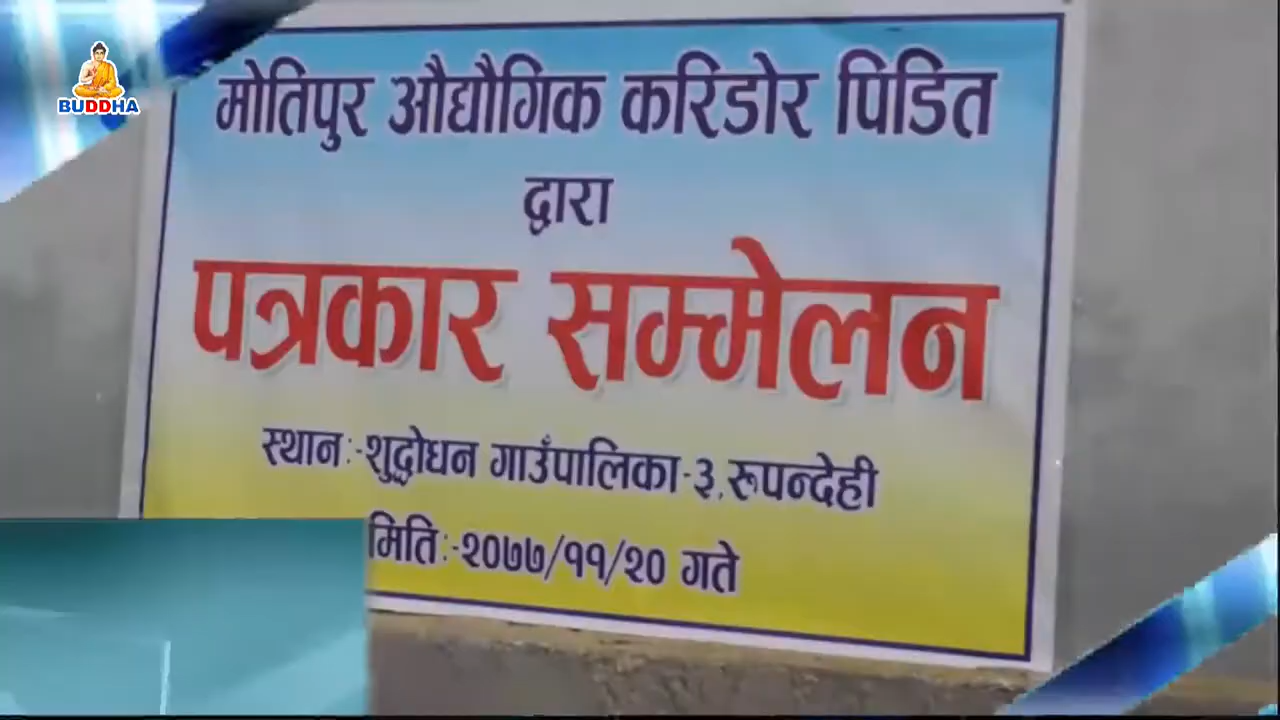 BUDDHA
मोतिपुर औद्यौगिक करिडोर पिडित
द्वारा
पत्रकार सम्मेलन
स्थानः-शुद्धोधन गाउँपालिका-३,रूपन्देही
मितिः-२०७७/११/२० गते